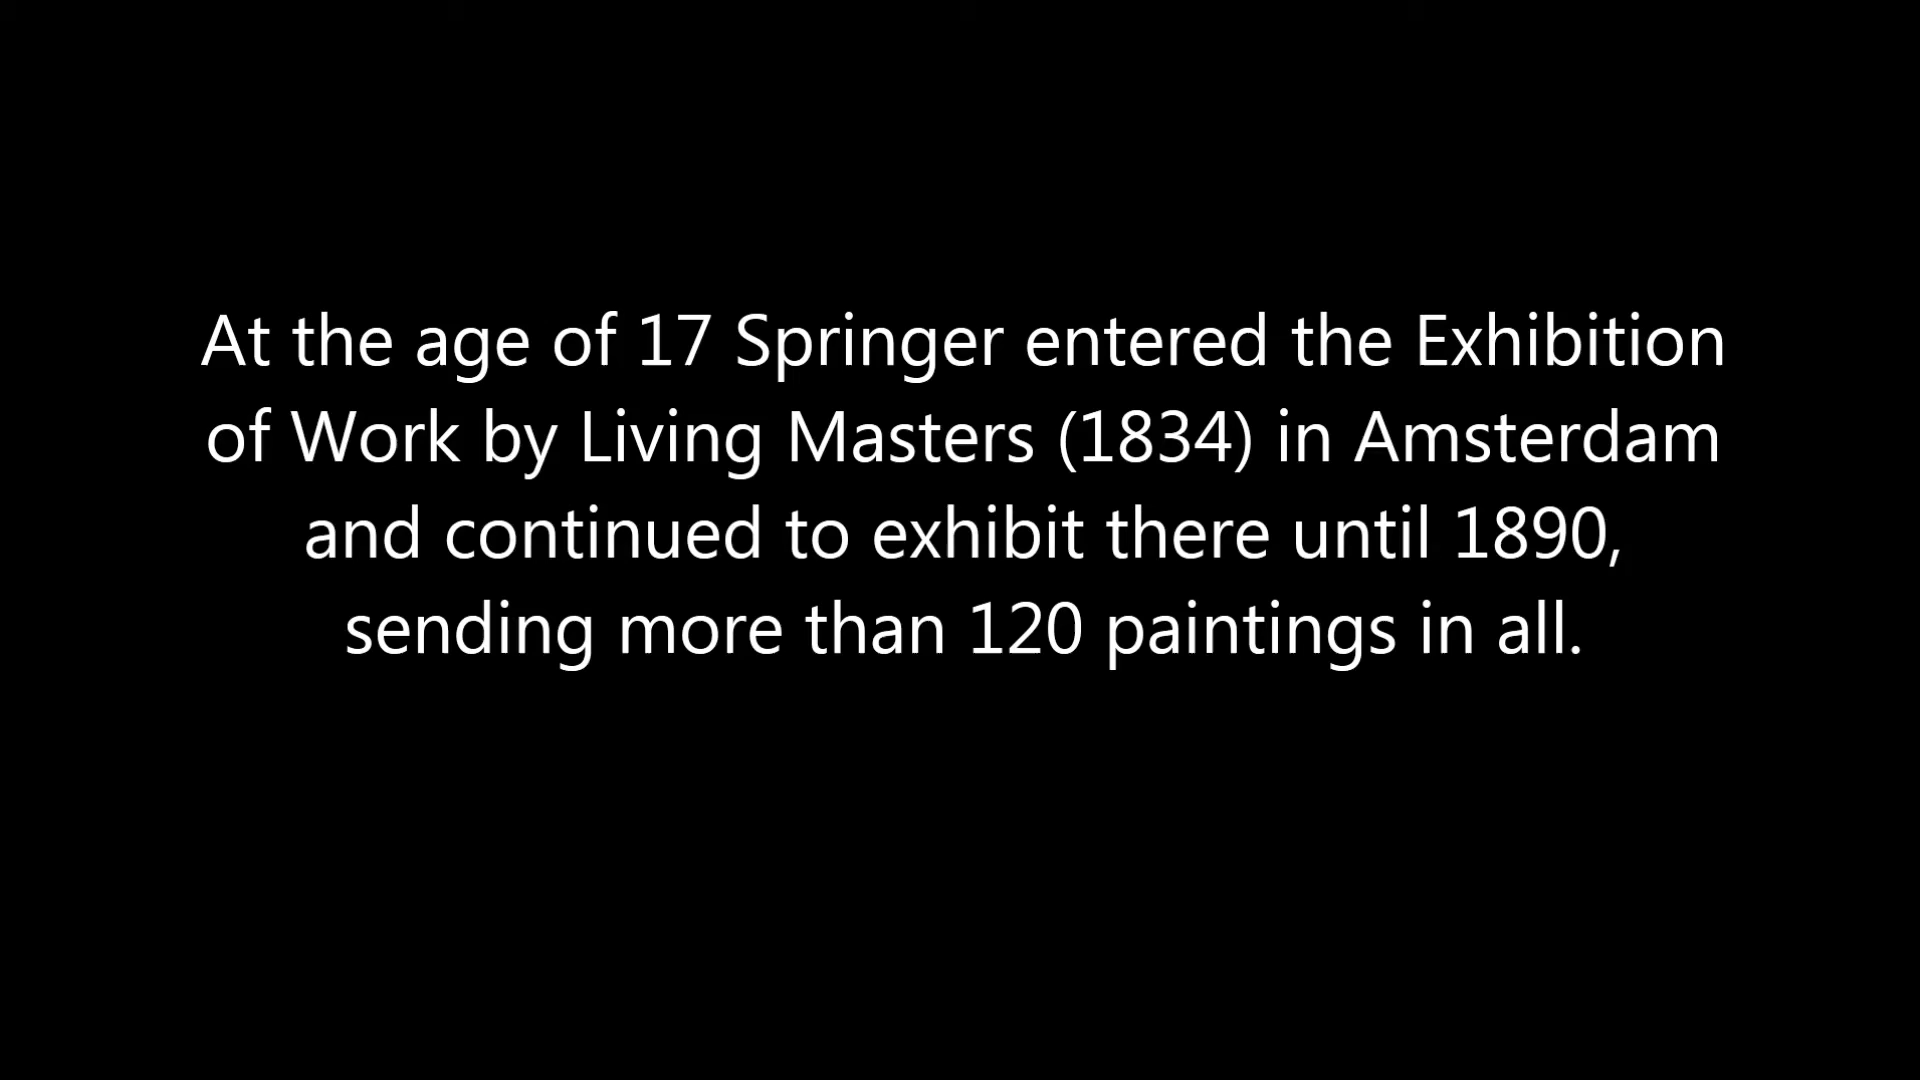 At the age of 17 Springer entered the Exhibition
of Work by Living Masters (1834) in Amsterdam
and continued to exhibit there until 1890,
sending more than 120 paintings in all.